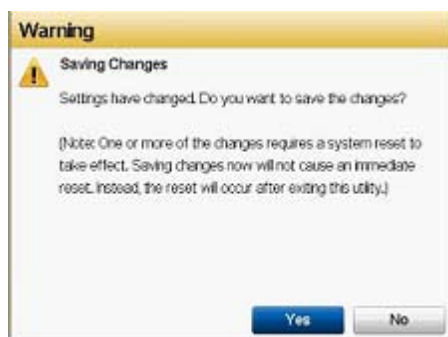 Warning
Saving Changes
Settings have changed. Do you want to save the changes?
(Note: One or more of the changes requires a system reset to
take effect. Saving changes now will not cause an immediate
reset. Instead, the reset will occur after exiting this utility.)
Yes
No